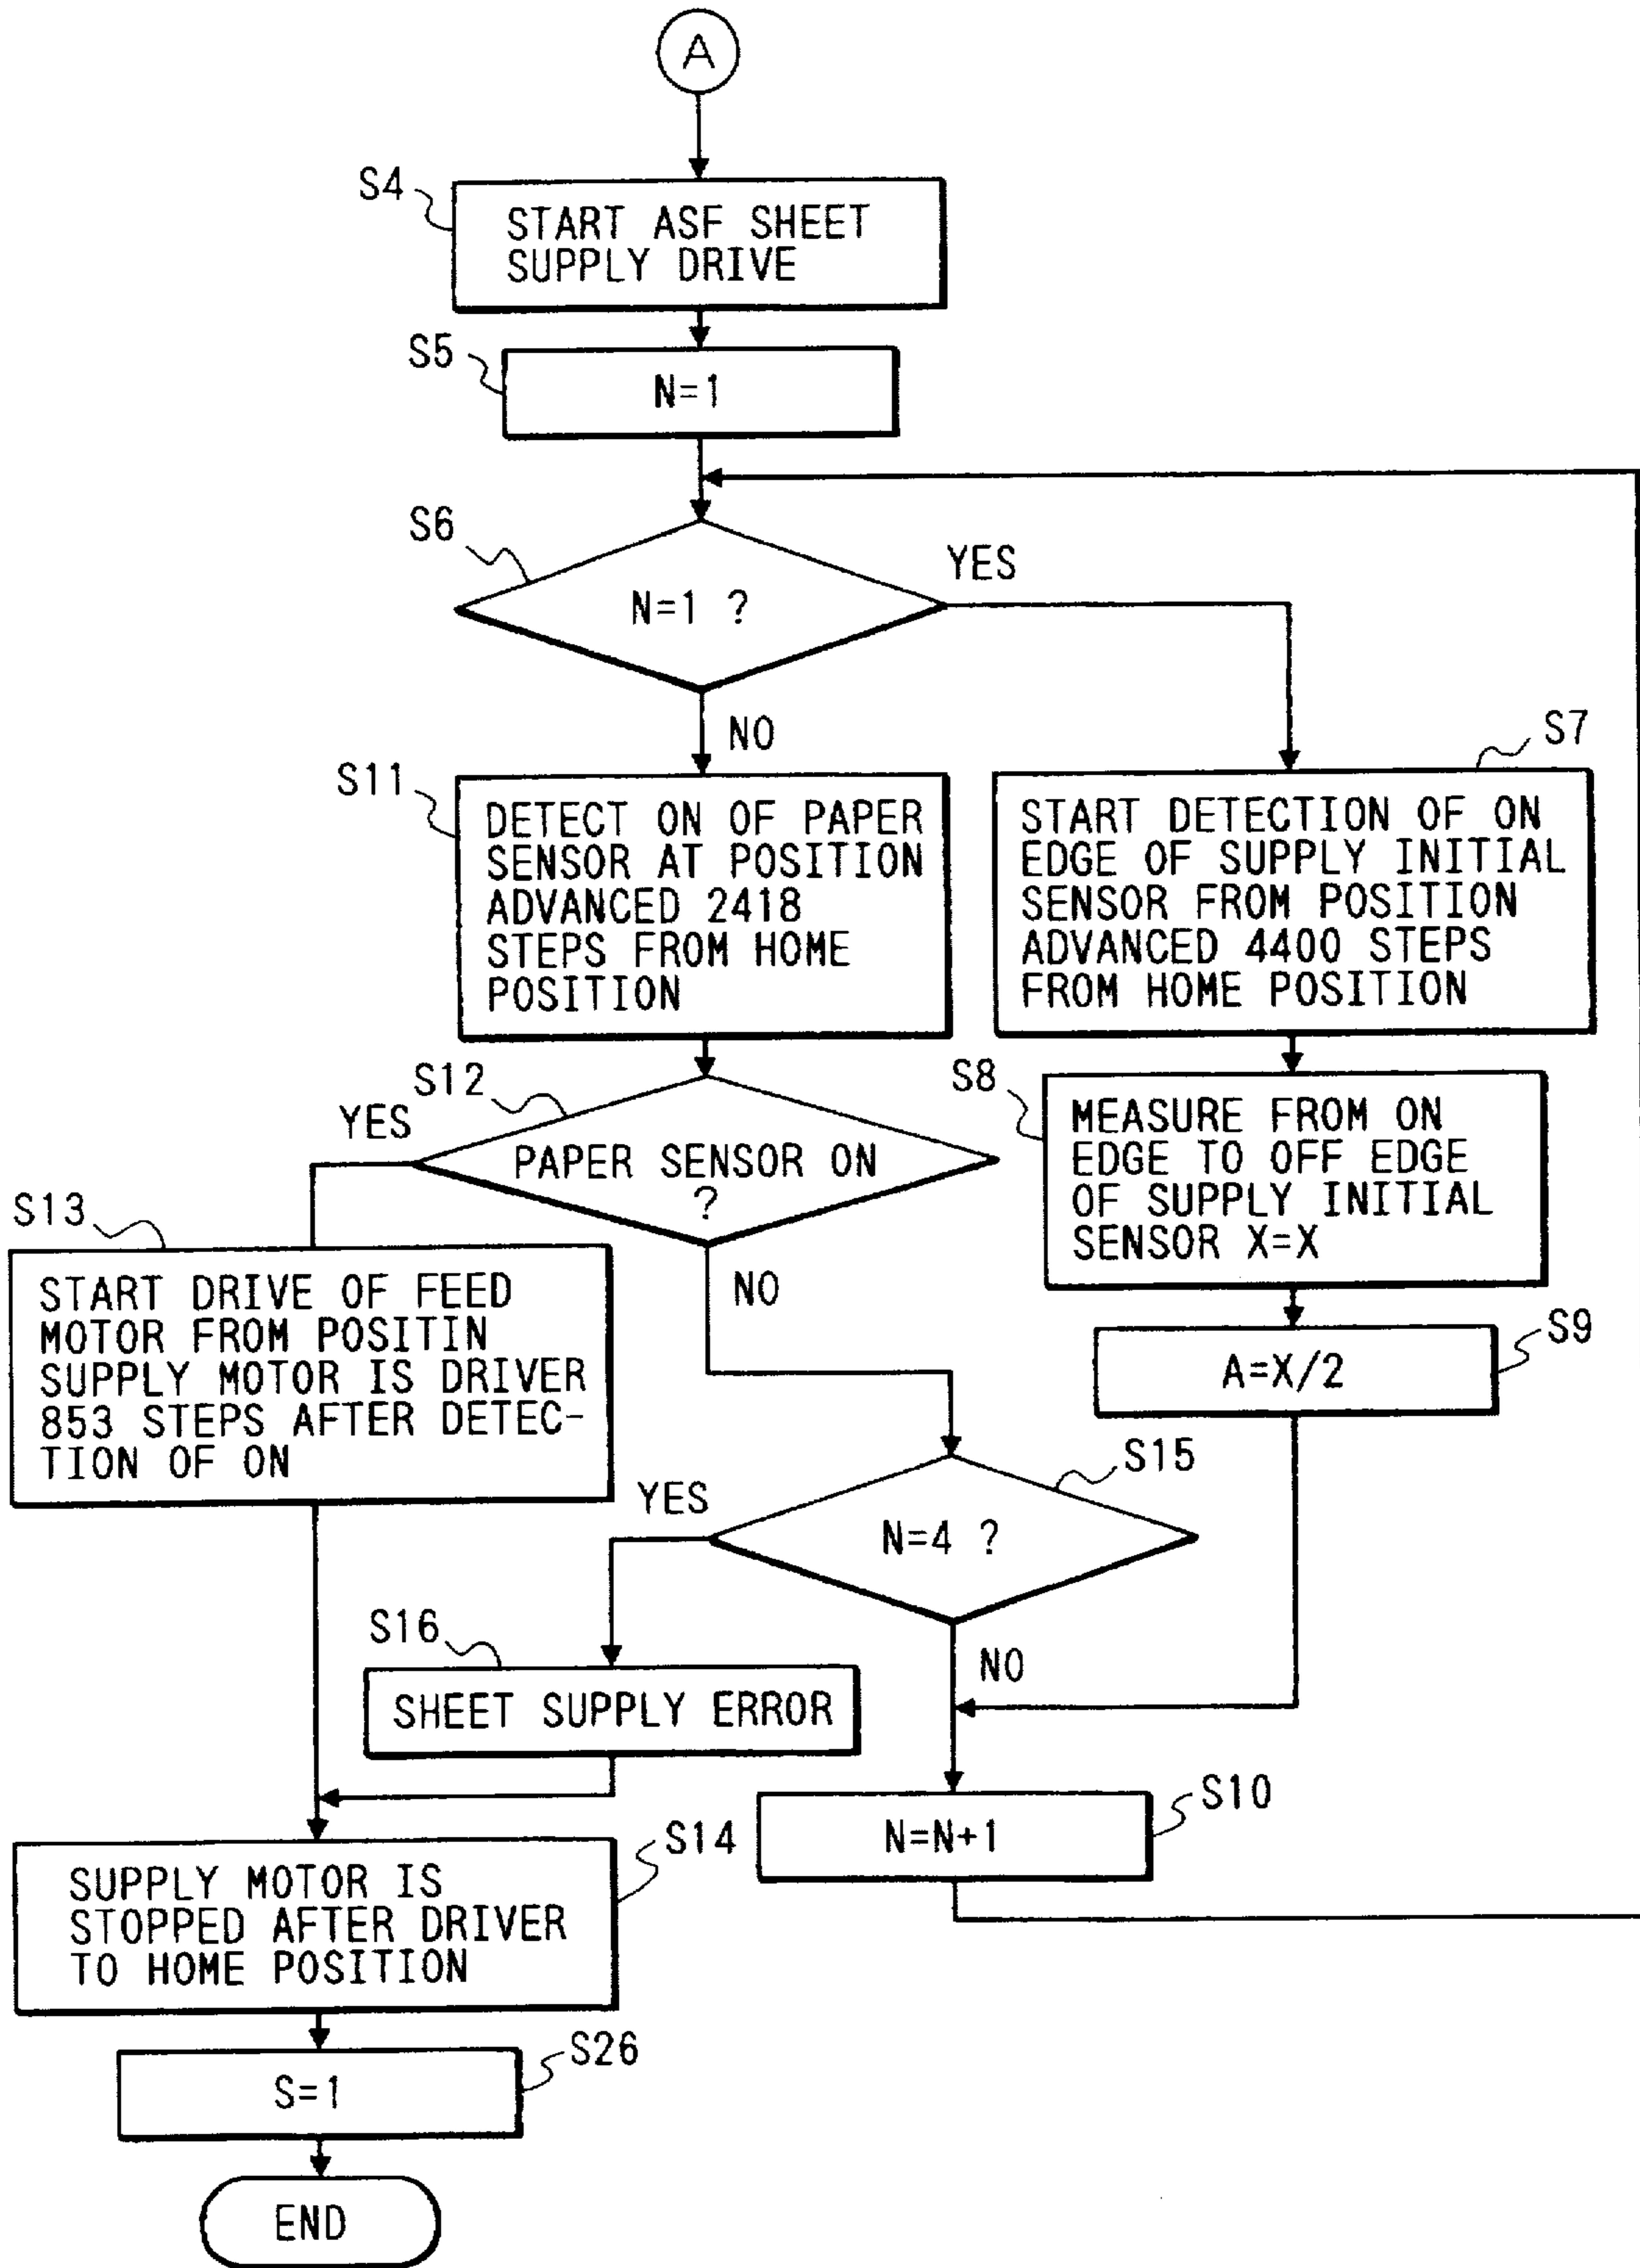 A
S4
START ASF SHEET
SUPPLY DRIVE
S5
N=1
S6
N=1 ?
YES
NO
S7
START DETECTION OF ON
EDGE OF SUPPLY INITIAL
SENSOR FROM POSITION
ADVANCED 4400 STEPS
FROM HOME POSITION
S11
DETECT ON OF PAPER
SENSOR AT POSITION
ADVANCED 2418
STEPS FROM HOME
POSITION
S8
MEASURE FROM ON
EDGE TO OFF EDGE
OF SUPPLY INITIAL
SENSOR X=X
S12
YES
PAPER SENSOR ON
?
NO
S13
START DRIVE OF FEED
MOTOR FROM POSITIN
SUPPLY MOTOR IS DRIVER
853 STEPS AFTER DETEC-
TION OF ON
S9
A=X/2
S15
YES
N=4 ?
NO
S16
SHEET SUPPLY ERROR
S10
N=N+1
S14
SUPPLY MOTOR IS
STOPPED AFTER DRIVER
TO HOME POSITION
S26
S=1
END